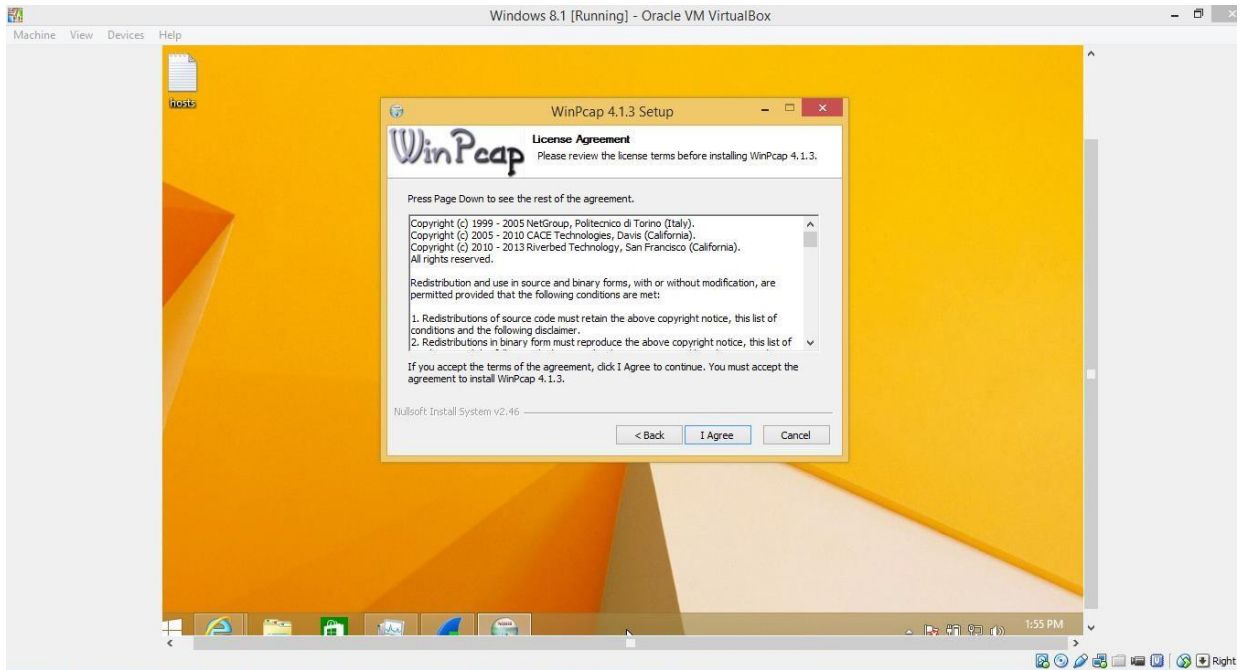 Windows 8.1 [Running] - Oracle VM VirtualBox
Machine View Devices Help
hosts
WinPcap 4.1.3 Setup
WinPcap
License Agreement
Please review the license terms before installing WinPcap 4.1.3.
Press Page Down to see the rest of the agreement.
Copyright (c) 1999 - 2005 NetGroup, Politecnico di Torino (Italy).
Copyright (c) 2005 - 2010 CACE Technologies, Davis (California).
Copyright (c) 2010 - 2013 Riverbed Technology, San Francisco (California).
All rights reserved.
Redistribution and use in source and binary forms, with or without modification, are
permitted provided that the following conditions are met:
1. Redistributions of source code must retain the above copyright notice, this list of
conditions and the following disclaimer.
2. Redistributions in binary form must reproduce the above copyright notice, this list of
If you accept the terms of the agreement, click I Agree to continue. You must accept the
agreement to install WinPcap 4.1.3.
Nullsoft Install System v2.46
< Back I Agree Cancel
1:55 PM
Right